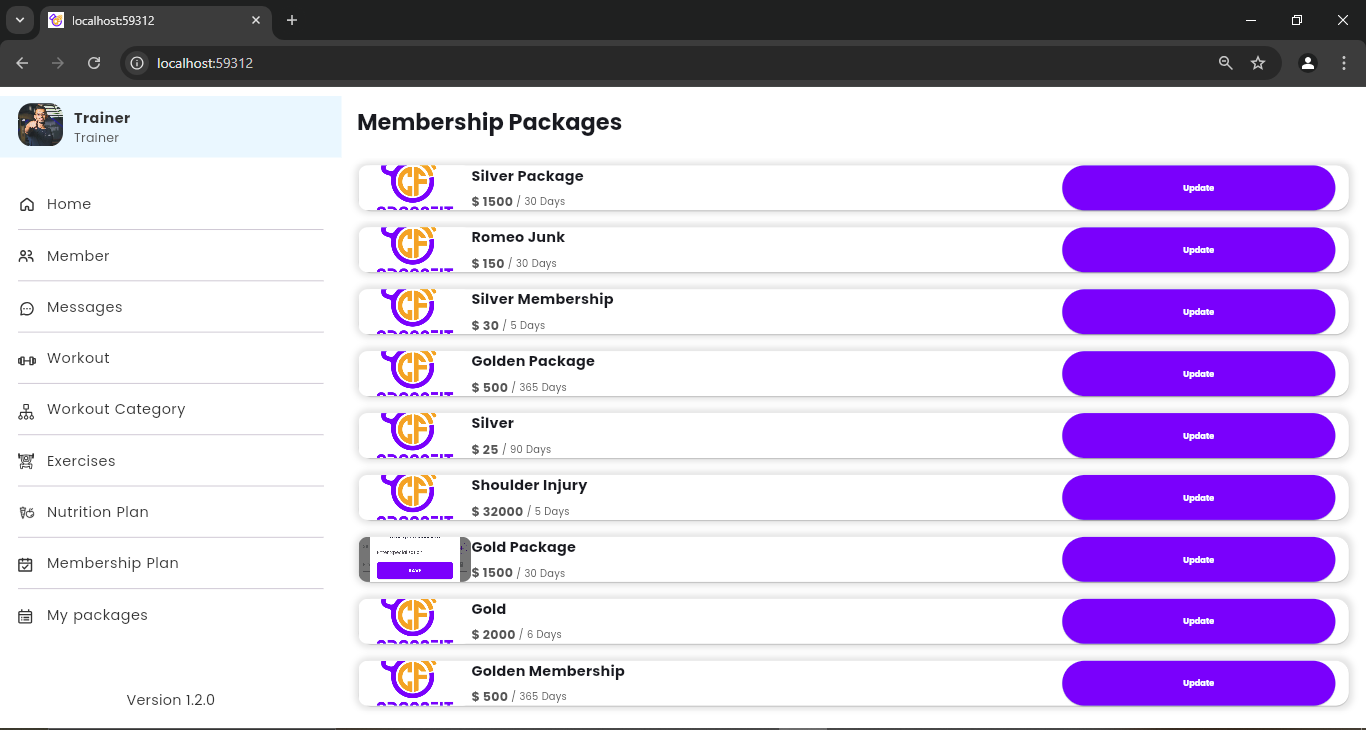 localhost:59312
localhost:59312
Trainer
Trainer
Home
Member
Messages
Workout
Workout Category
Exercises
Nutrition Plan
Membership Plan
My packages
Version 1.2.0
Membership Packages
Silver Package
$ 1500 / 30 Days
Update
Romeo Junk
$ 150 / 30 Days
Update
Silver Membership
$ 30 / 5 Days
Update
Golden Package
$ 500 / 365 Days
Update
Silver
$ 25 / 90 Days
Update
Shoulder Injury
$ 32000 / 5 Days
Update
Gold Package
$ 1500 / 30 Days
Update
Gold
$ 2000 / 6 Days
Update
Golden Membership
$ 500 / 365 Days
Update